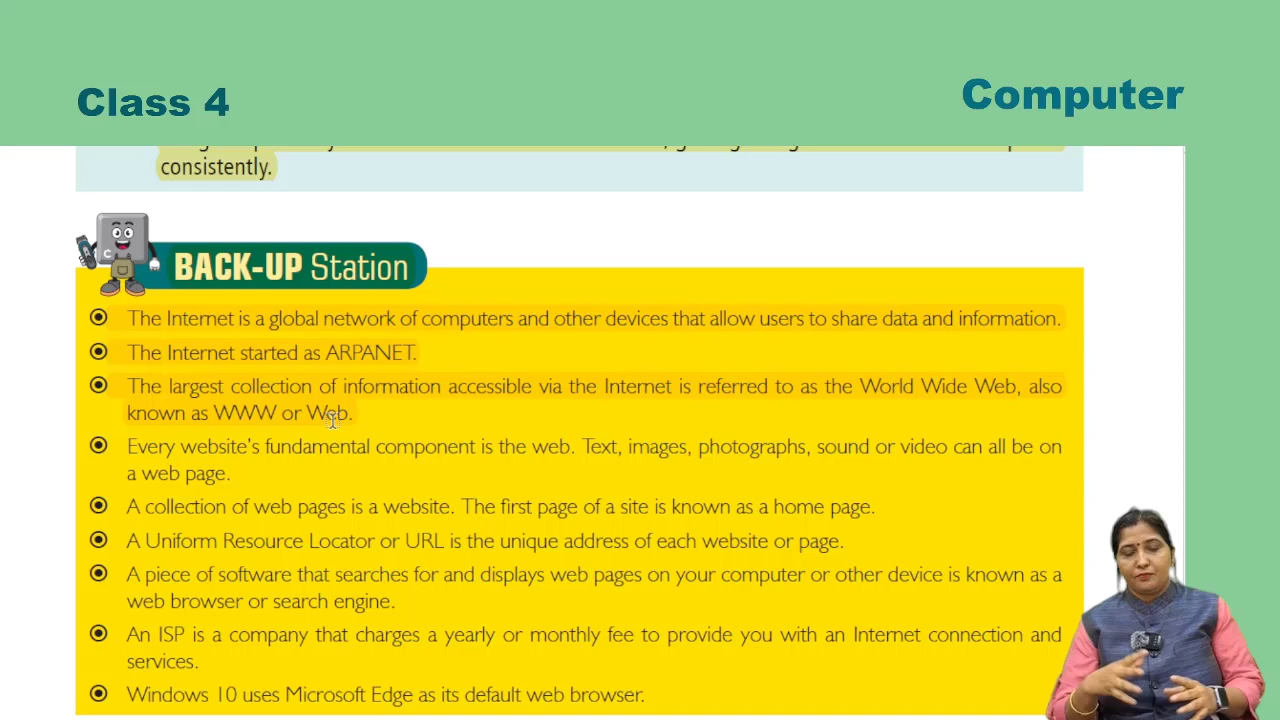 Class 4
Computer
consistently.
BACK-UP Station
The Internet is a global network of computers and other devices that allow users to share data and information.
The Internet started as ARPANET.
The largest collection of information accessible via the Internet is referred to as the World Wide Web, also
known as WWW or Web.
Every website's fundamental component is the web. Text, images, photographs, sound or video can all be on
a web page.
A collection of web pages is a website. The first page of a site is known as a home page.
A Uniform Resource Locator or URL is the unique address of each website or page.
A piece of software that searches for and displays web pages on your computer or other device is known as a
web browser or search engine.
An ISP is a company that charges a yearly or monthly fee to provide you with an Internet connection and
services.
Windows 10 uses Microsoft Edge as its default web browser.
C